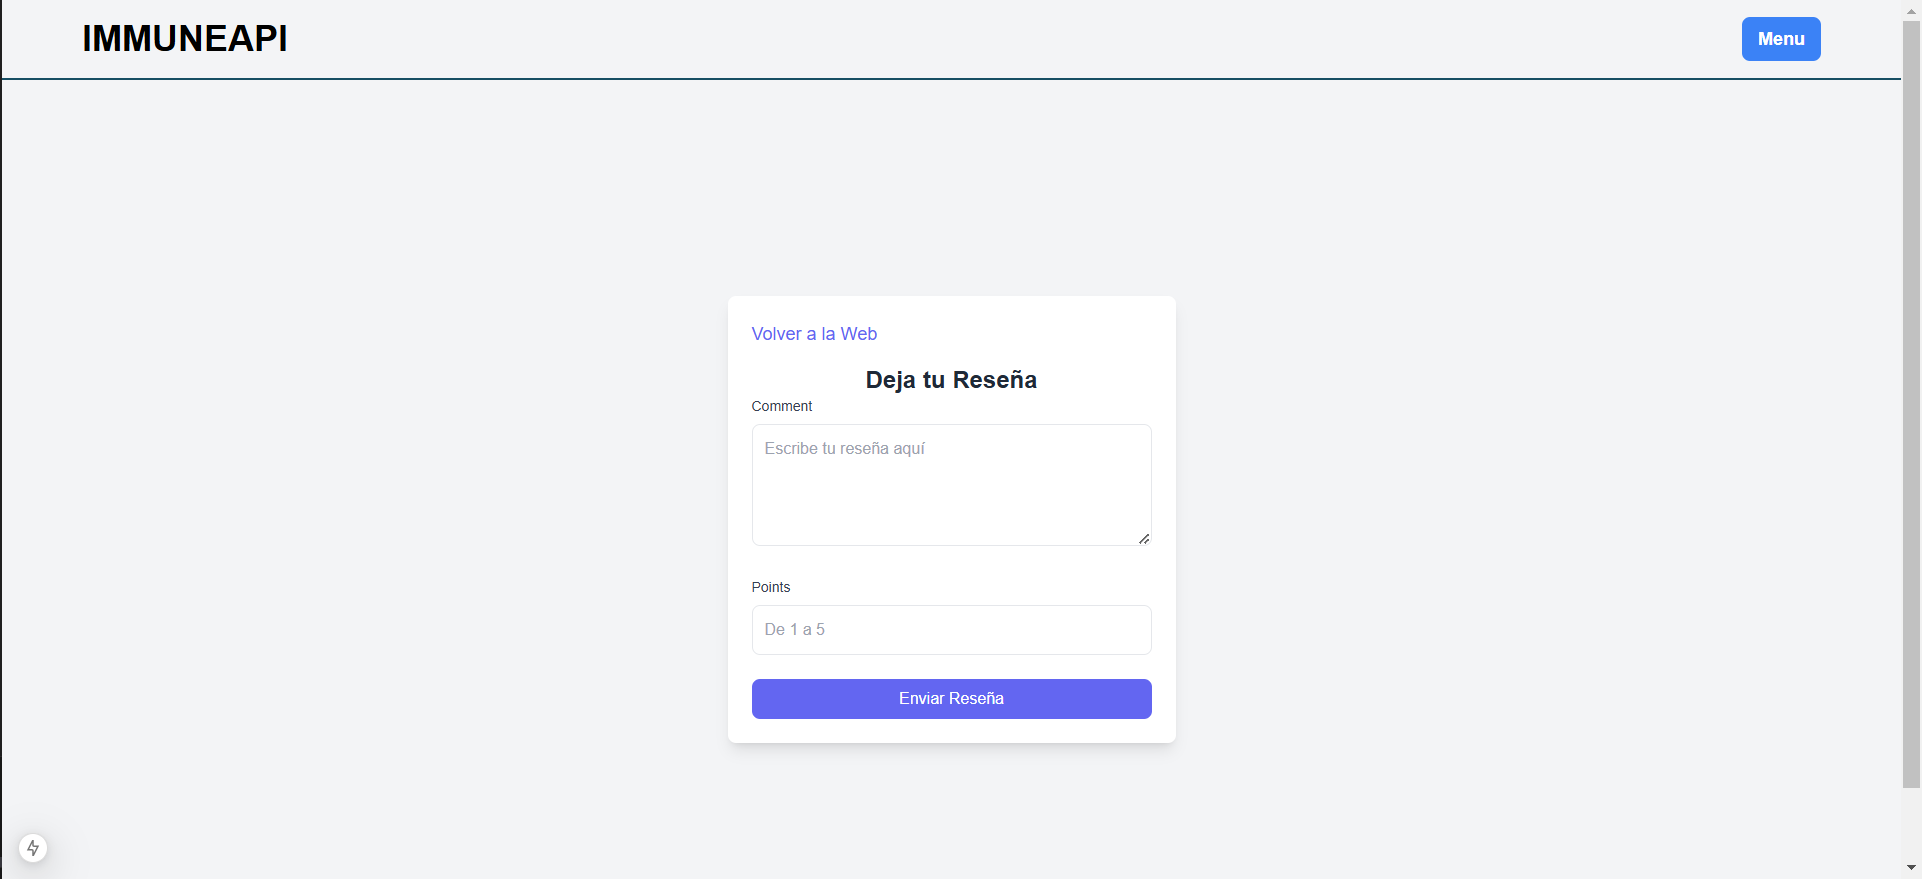 IMMUNEAPI
Menu
Volver a la Web
Deja tu Reseña
Comment
Escribe tu reseña aquí
Points
De 1 a 5
Enviar Reseña